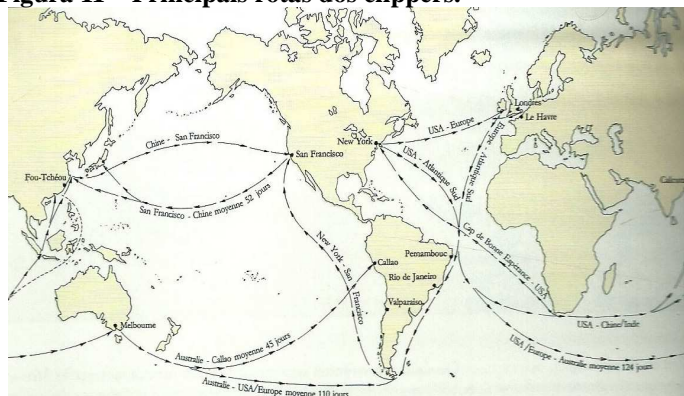 Figura 11 – Principais rotas dos clippers.
Londres
Le Havre
New York
USA - Europe
Chine - San Francisco
San Francisco
USA - Atlantique Sud
Europe - Atlantique Sud
Fou-Tchéou
San Francisco - Chine moyenne 52 jours
New York - San Francisco
Cap de Bonne Espérance - USA
Pernambouc
Callao
Rio de Janeiro
Valparaiso
Melbourne
USA - Chine/Inde
Australie - Callao moyenne 45 jours
USA/Europe - Australie moyenne 124 jours
Australie - USA/Europe moyenne 110 jours